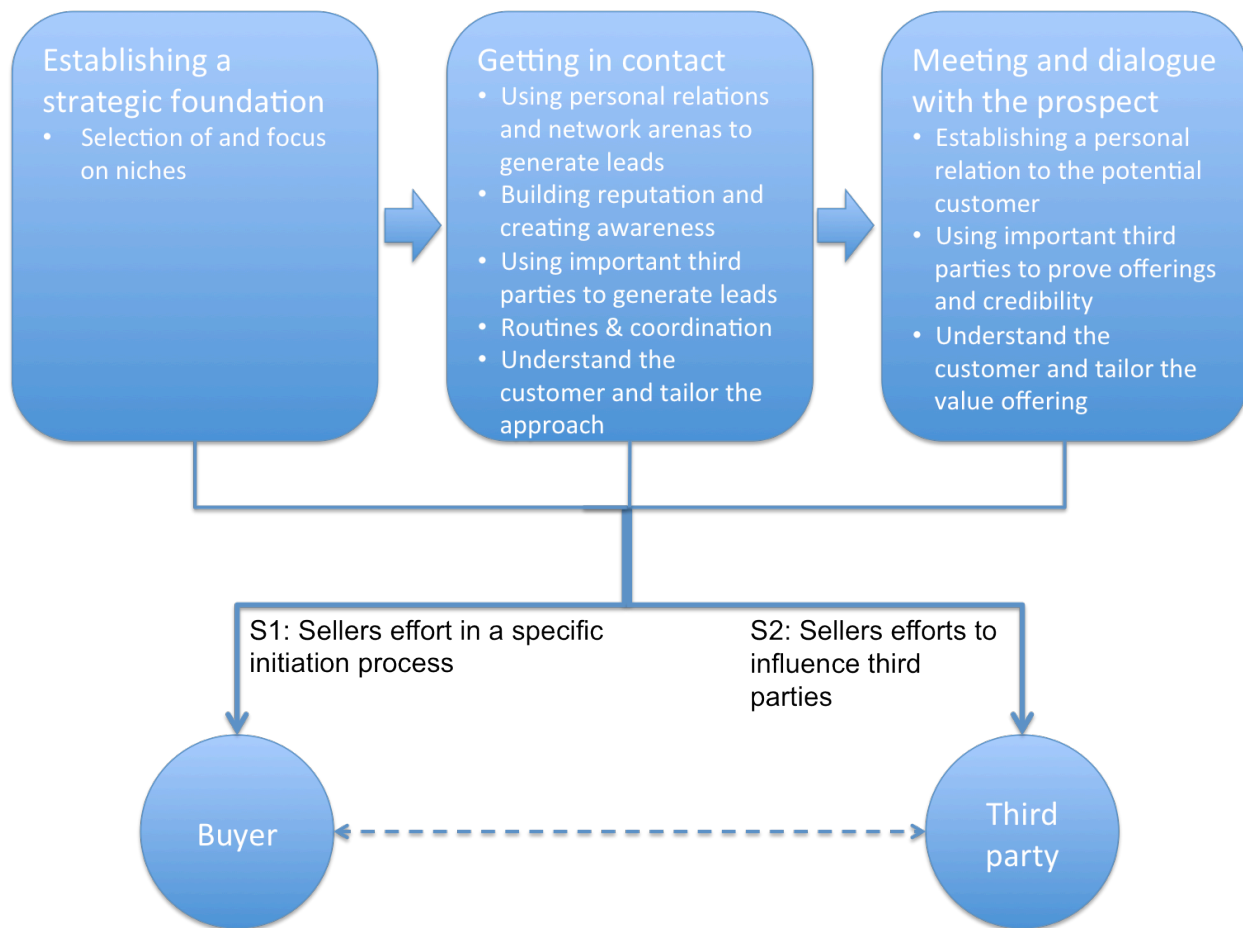 Establishing a
strategic foundation
• Selection of and focus
on niches
Getting in contact
• Using personal relations
and network arenas to
generate leads
• Building reputation and
creating awareness
• Using important third
parties to generate leads
• Routines & coordination
• Understand the
customer and tailor the
approach
Meeting and dialogue
with the prospect
• Establishing a personal
relation to the potential
customer
• Using important third
parties to prove offerings
and credibility
• Understand the
customer and tailor the
value offering
S1: Sellers effort in a specific
initiation process
S2: Sellers efforts to
influence third
parties
Buyer
Third
party